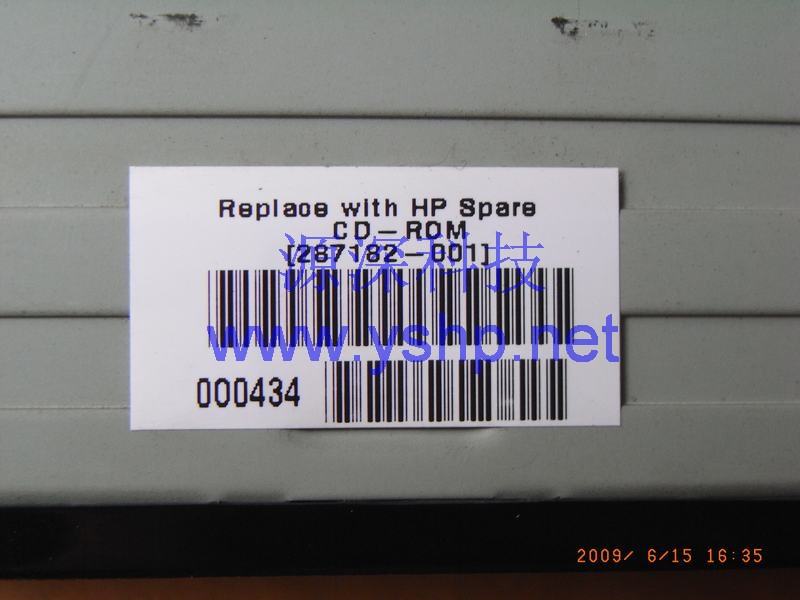 Replace with HP Spare
CD-ROM
[287182-001]
源深科技
www.yshp.net
000434
2009/ 6/15 16:35